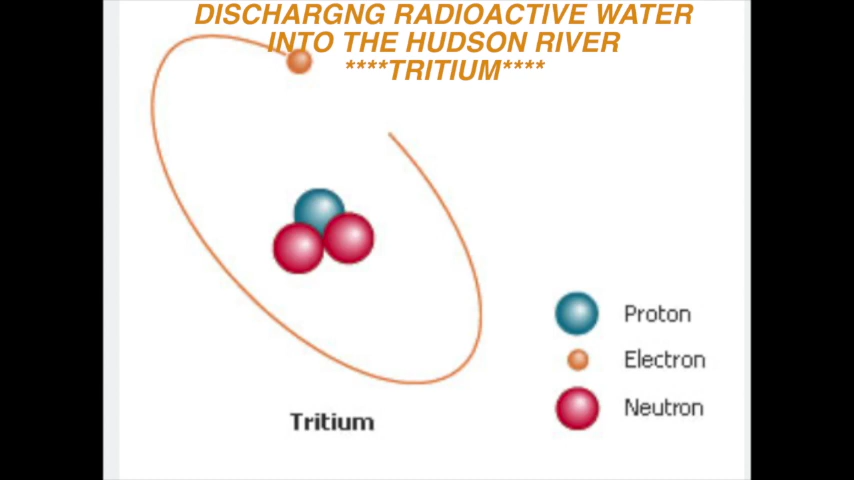 DISCHARGNG RADIOACTIVE WATER
INTO THE HUDSON RIVER
****TRITIUM****
Proton
Electron
Neutron
Tritium